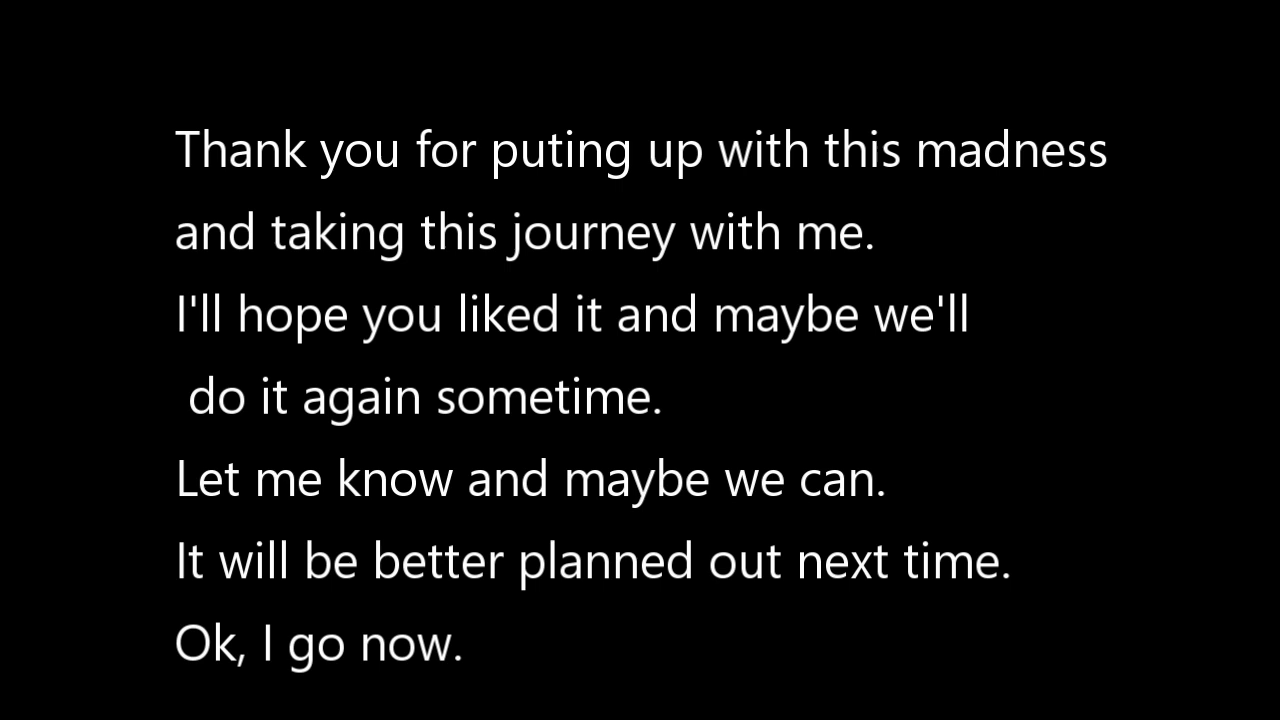 Thank you for puting up with this madness
and taking this journey with me.
I'll hope you liked it and maybe we'll
do it again sometime.
Let me know and maybe we can.
It will be better planned out next time.
Ok, I go now.